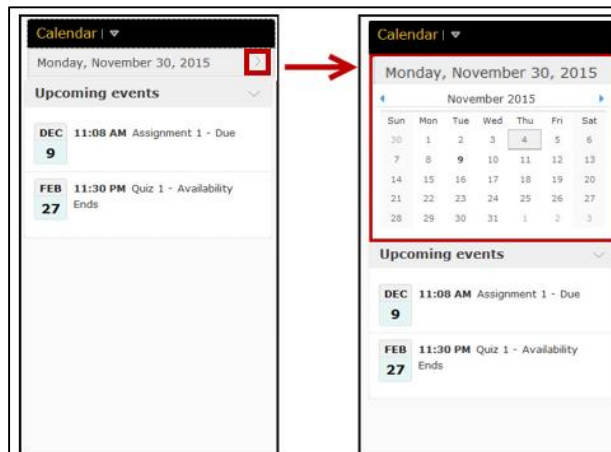 Calendar |
Monday, November 30, 2015
Upcoming events
DEC
9
11:08 AM Assignment 1 - Due
FEB
27
11:30 PM Quiz 1 - Availability
Ends
Calendar |
Monday, November 30, 2015
November 2015
Sun Mon Tue Wed Thu Fri Sat
30 1 2 3 4 5 6
7 8 9 10 11 12 13
14 15 16 17 18 19 20
21 22 23 24 25 26 27
28 29 30 31 1 2 3
Upcoming events
DEC
9
11:08 AM Assignment 1 - Due
FEB
27
11:30 PM Quiz 1 - Availability
Ends